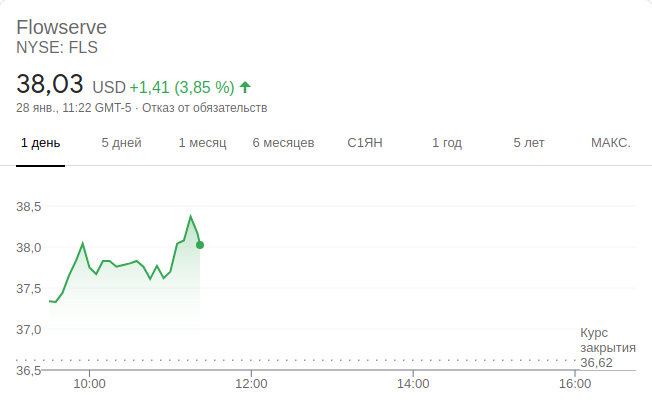 Flowserve
NYSE: FLS
38,03 USD +1,41 (3,85 %)
28 янв., 11:22 GMT-5 · Отказ от обязательств
1 день 5 дней 1 месяц 6 месяцев С1ЯН 1 год 5 лет МАКС.
38,5
38,0
37,5
37,0
Курс
закрытия
36,62
36,5
10:00 12:00 14:00 16:00